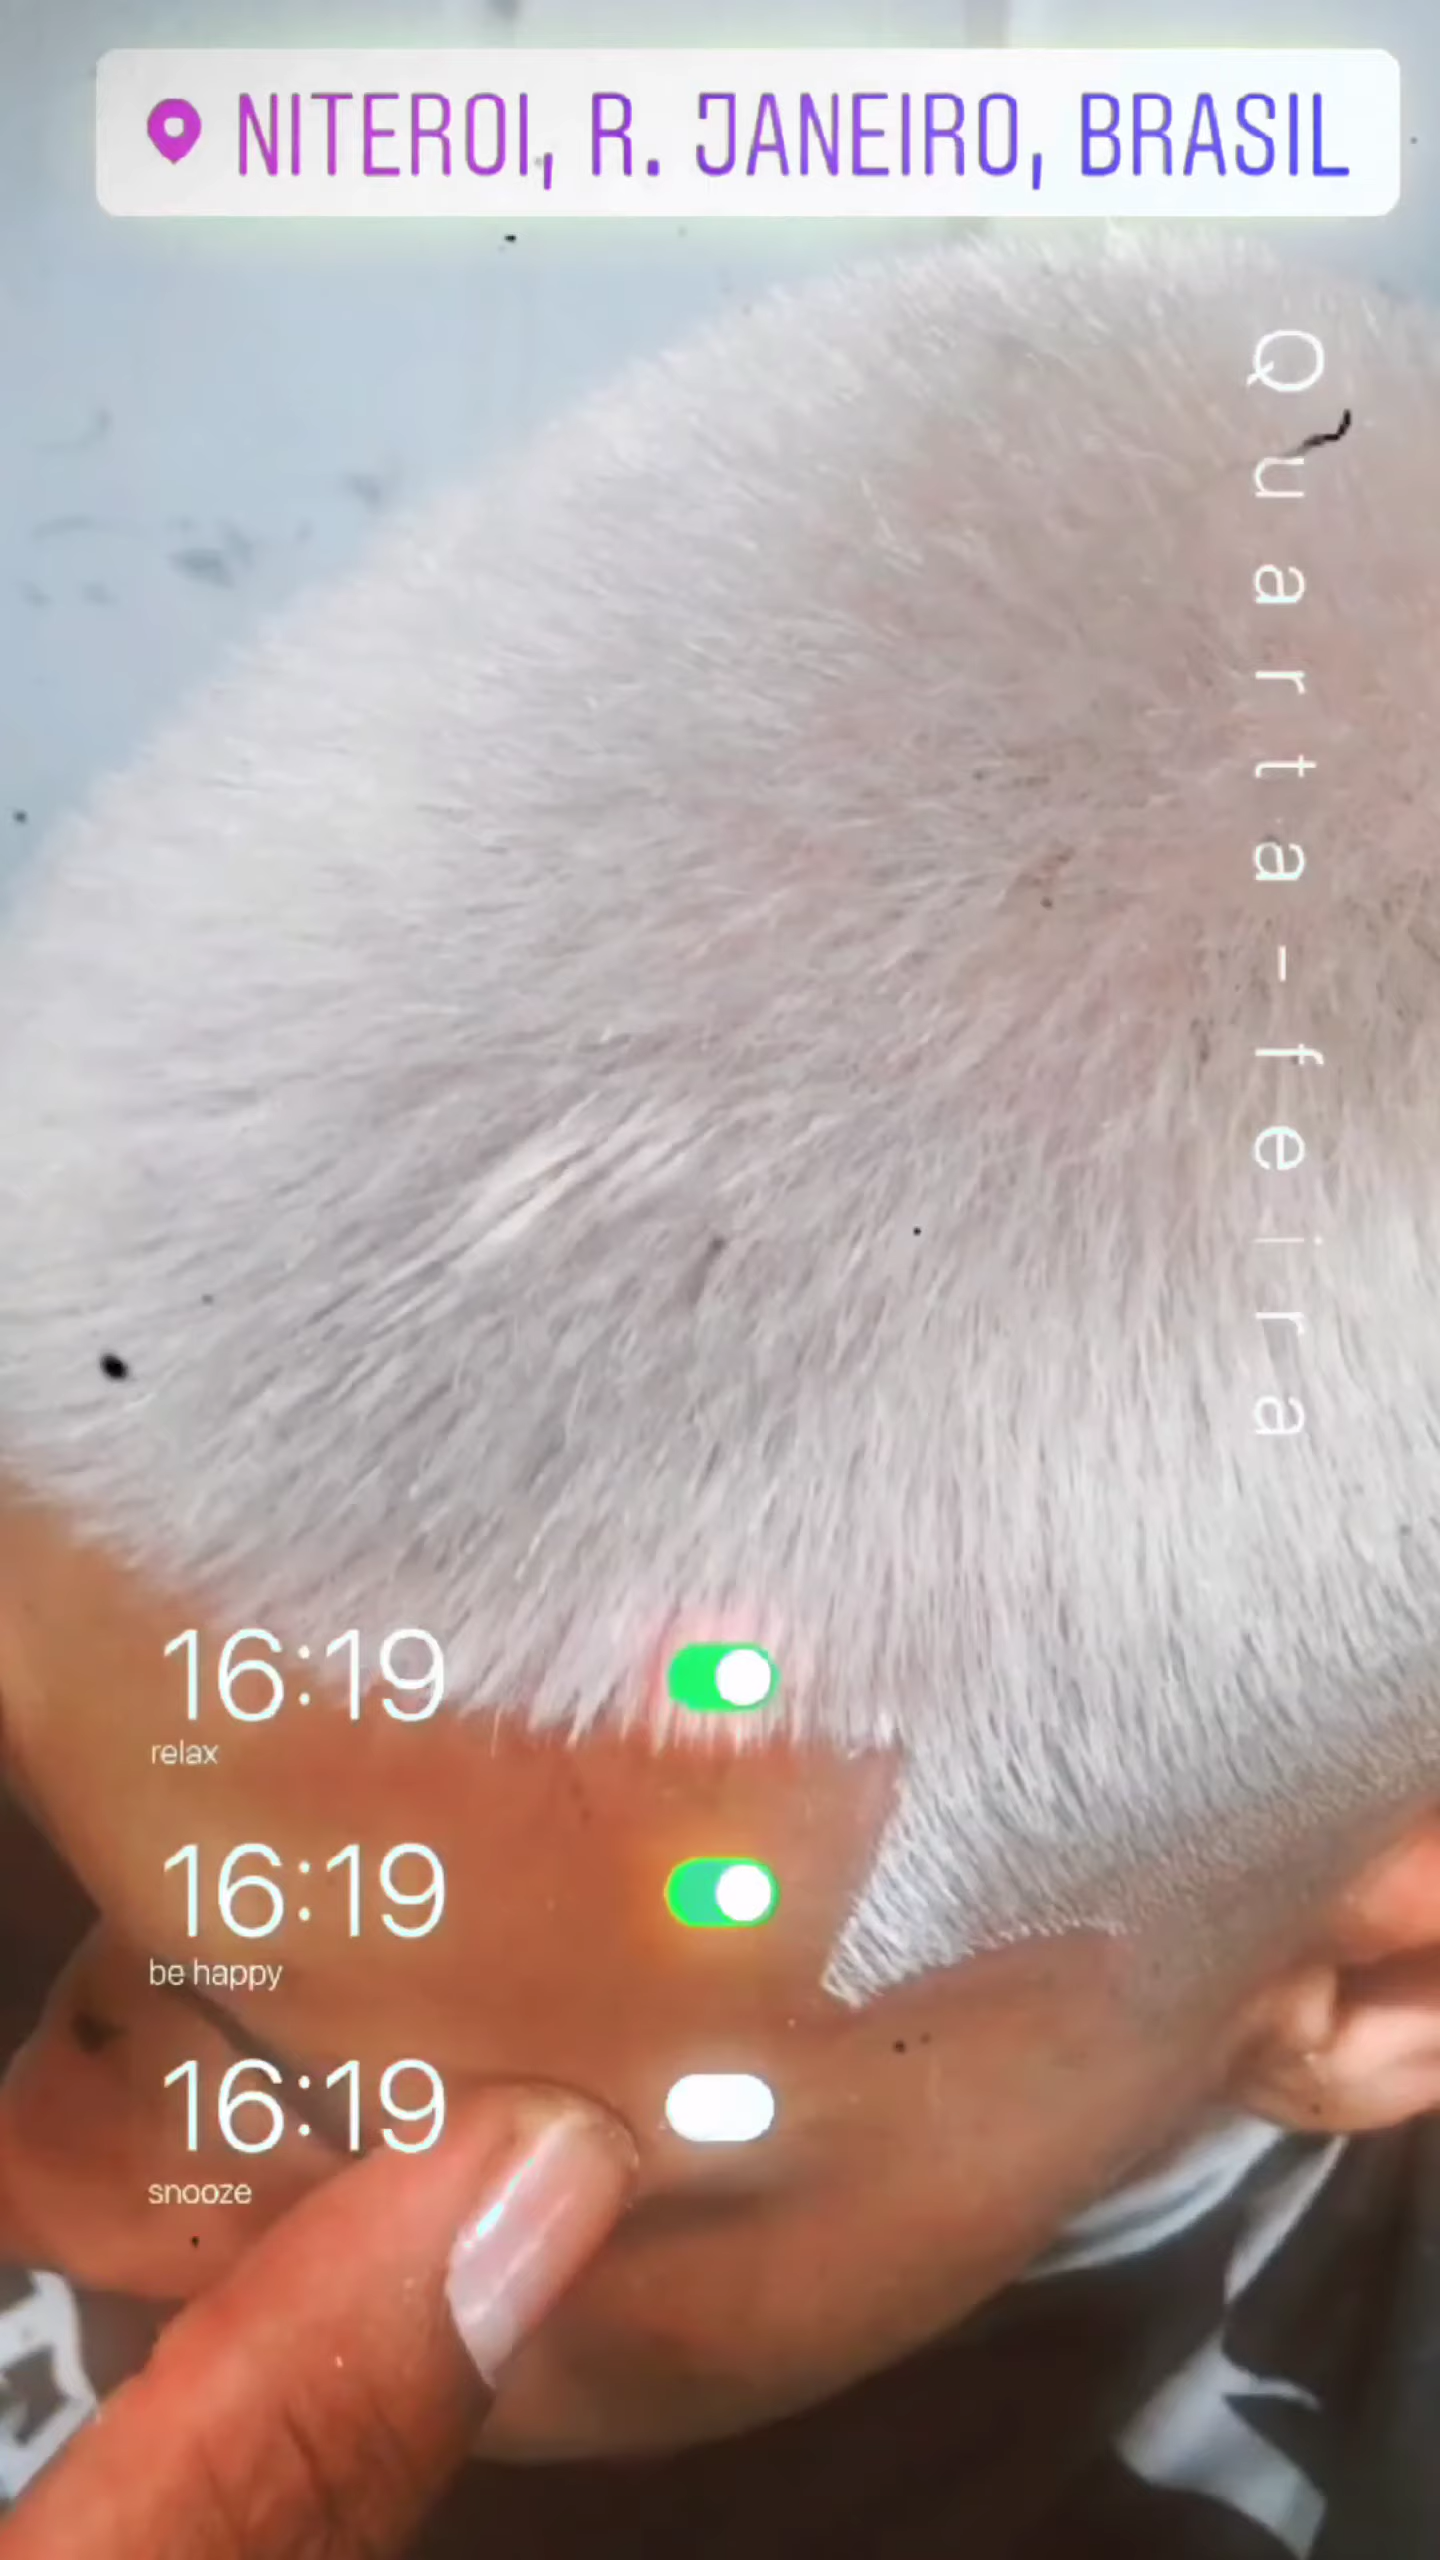 NITEROI, R. JANEIRO, BRASIL
Quarta-feira
16:19
relax
16:19
be happy
16:19
snooze